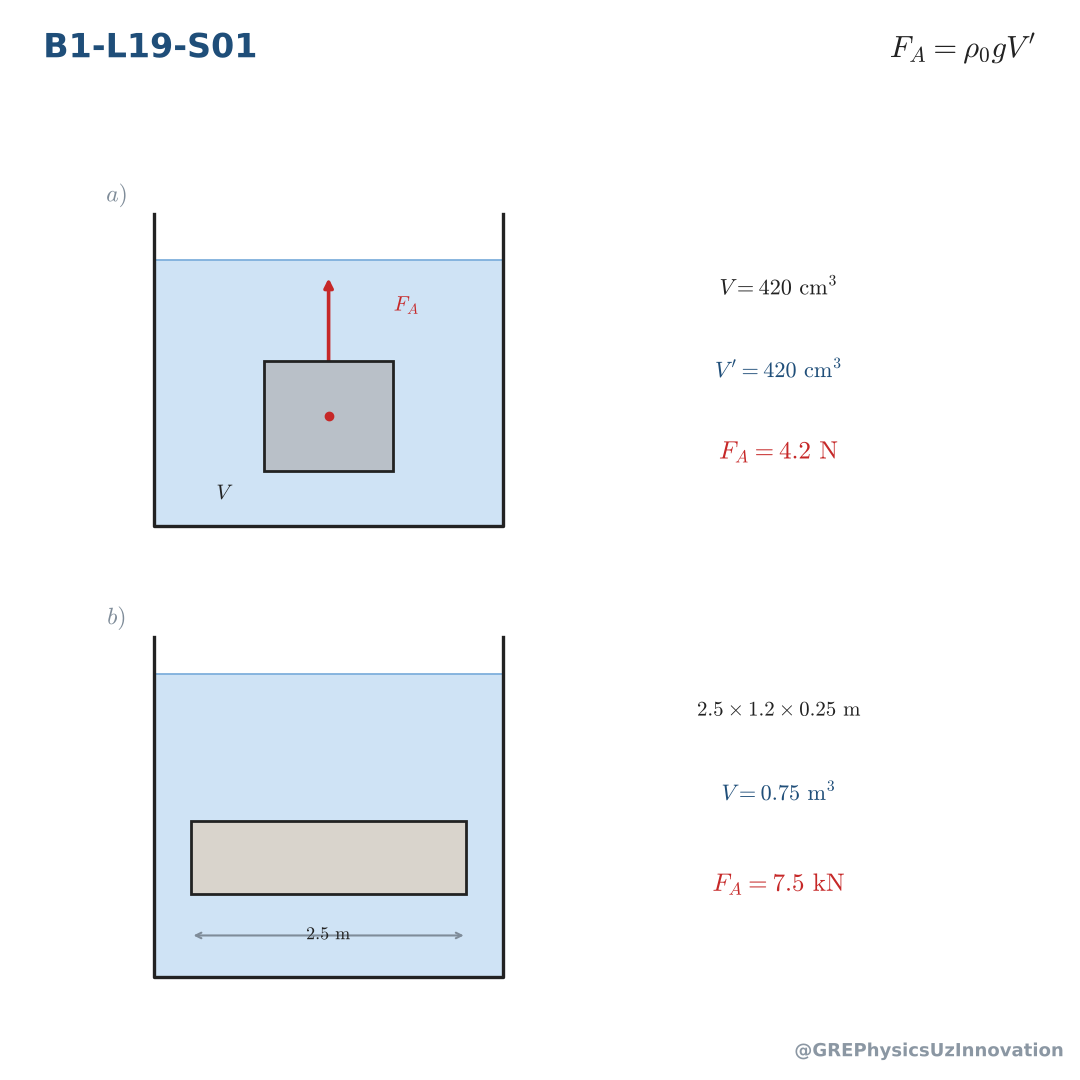 B1-L19-S01
F_A = ρ₀gV′
a)
F_A
V
V = 420 cm³
V′ = 420 cm³
F_A = 4.2 N
b)
2.5 m
2.5 × 1.2 × 0.25 m
V = 0.75 m³
F_A = 7.5 kN
@GREPhysicsUzInnovation